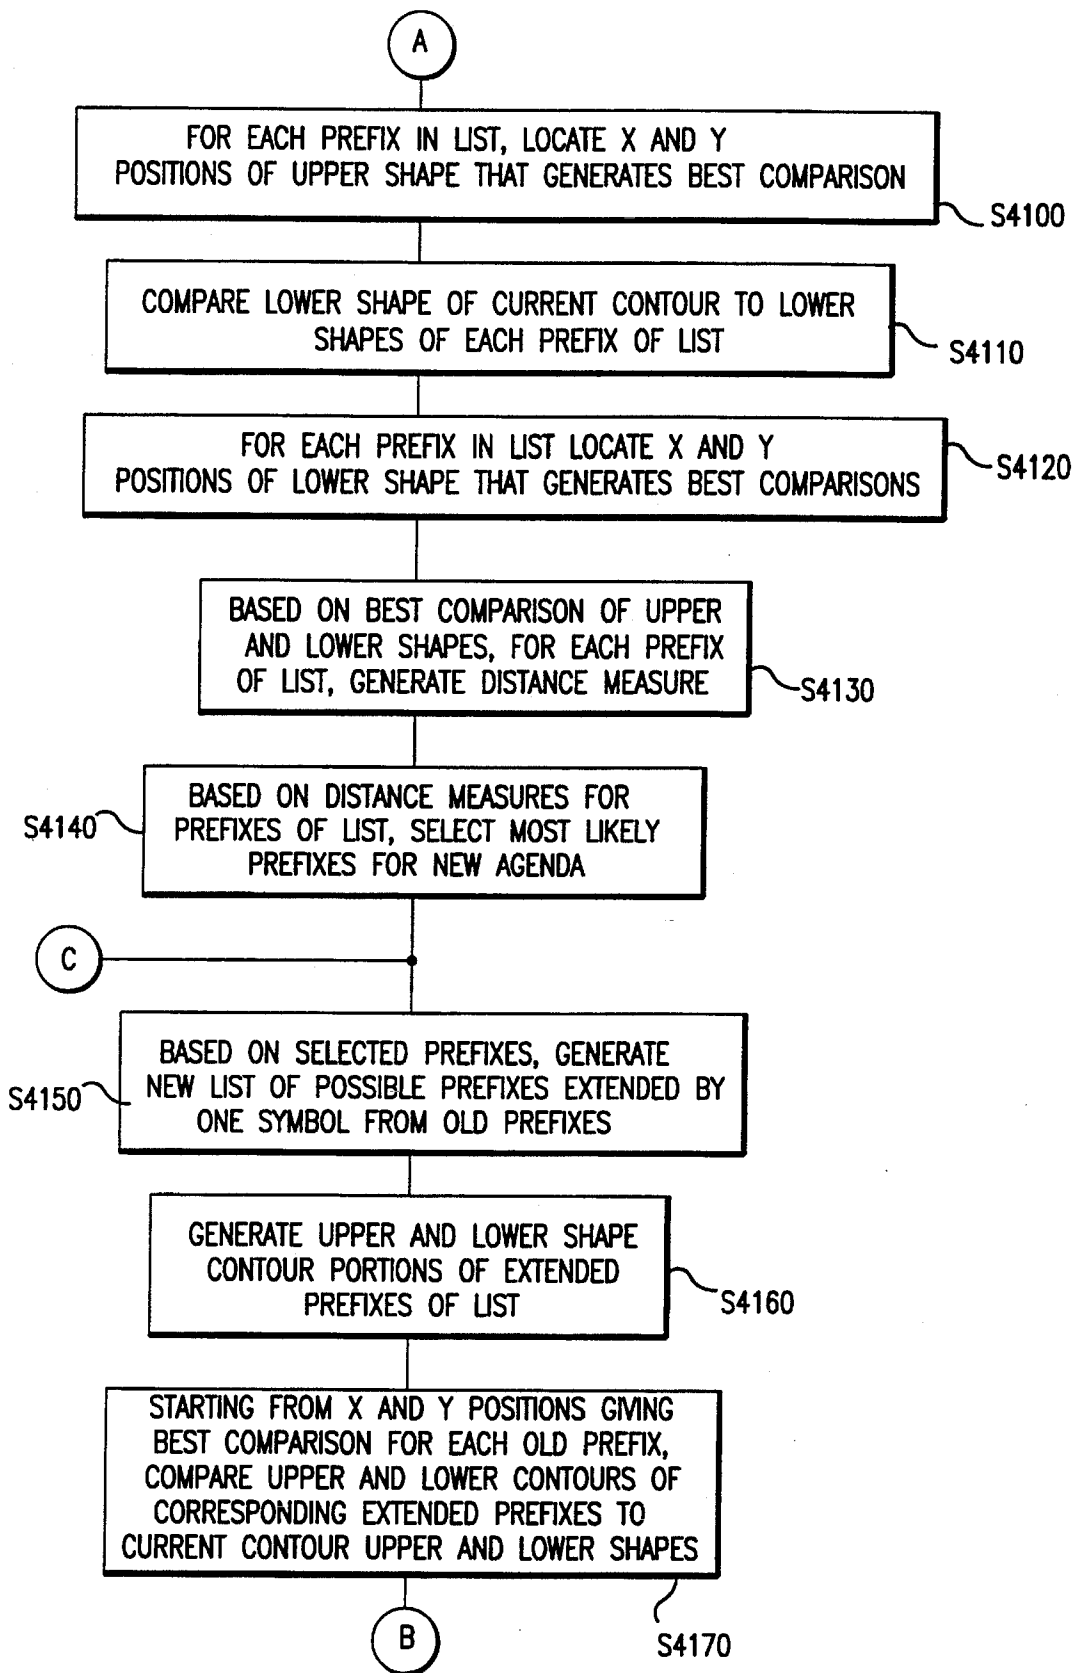 A
FOR EACH PREFIX IN LIST, LOCATE X AND Y
POSITIONS OF UPPER SHAPE THAT GENERATES BEST COMPARISON
S4100
COMPARE LOWER SHAPE OF CURRENT CONTOUR TO LOWER
SHAPES OF EACH PREFIX OF LIST
S4110
FOR EACH PREFIX IN LIST LOCATE X AND Y
POSITIONS OF LOWER SHAPE THAT GENERATES BEST COMPARISONS
S4120
BASED ON BEST COMPARISON OF UPPER
AND LOWER SHAPES, FOR EACH PREFIX
OF LIST, GENERATE DISTANCE MEASURE
S4130
BASED ON DISTANCE MEASURES FOR
PREFIXES OF LIST, SELECT MOST LIKELY
PREFIXES FOR NEW AGENDA
S4140
C
BASED ON SELECTED PREFIXES, GENERATE
NEW LIST OF POSSIBLE PREFIXES EXTENDED BY
ONE SYMBOL FROM OLD PREFIXES
S4150
GENERATE UPPER AND LOWER SHAPE
CONTOUR PORTIONS OF EXTENDED
PREFIXES OF LIST
S4160
STARTING FROM X AND Y POSITIONS GIVING
BEST COMPARISON FOR EACH OLD PREFIX,
COMPARE UPPER AND LOWER CONTOURS OF
CORRESPONDING EXTENDED PREFIXES TO
CURRENT CONTOUR UPPER AND LOWER SHAPES
S4170
B